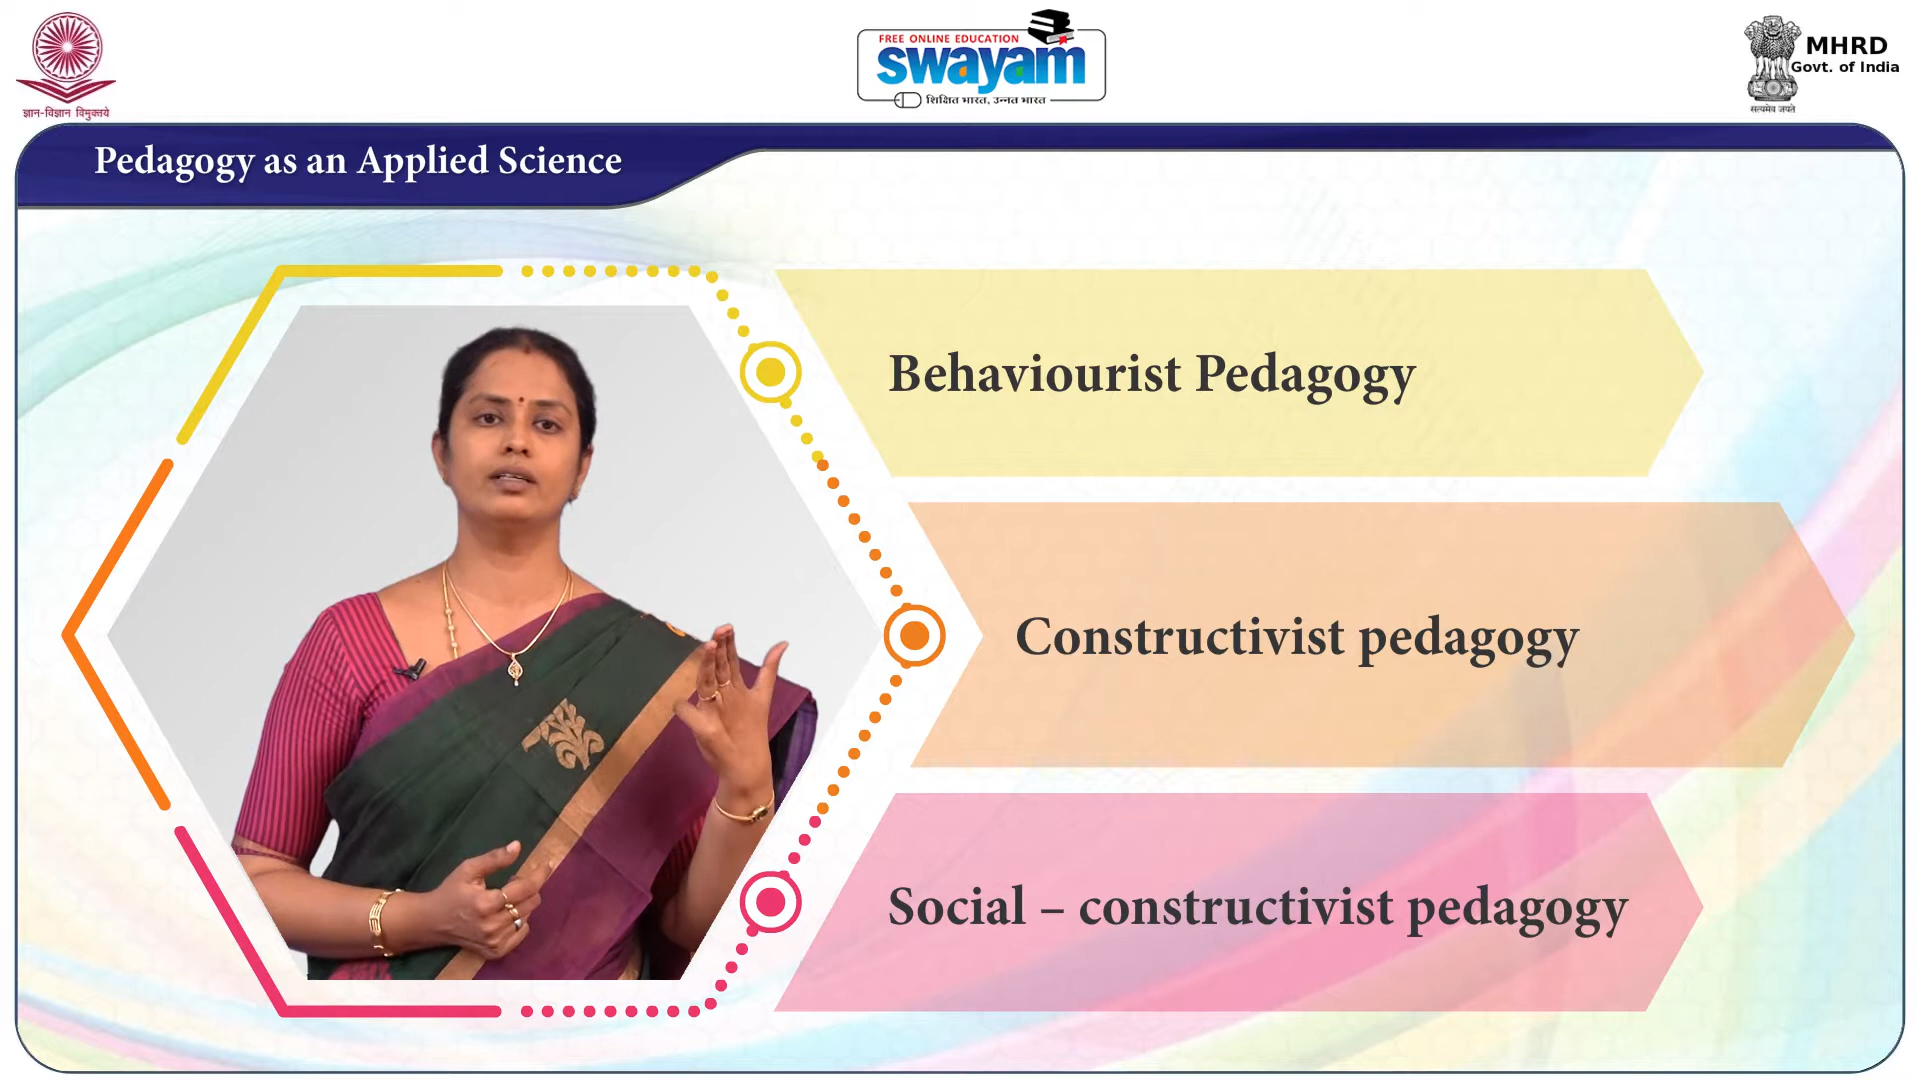 ज्ञान-विज्ञान विमुक्तये
FREE ONLINE EDUCATION
swayam
शिक्षित भारत, उन्नत भारत
MHRD
Govt. of India
सत्यमेव जयते
Pedagogy as an Applied Science
Behaviourist Pedagogy
Constructivist pedagogy
Social – constructivist pedagogy